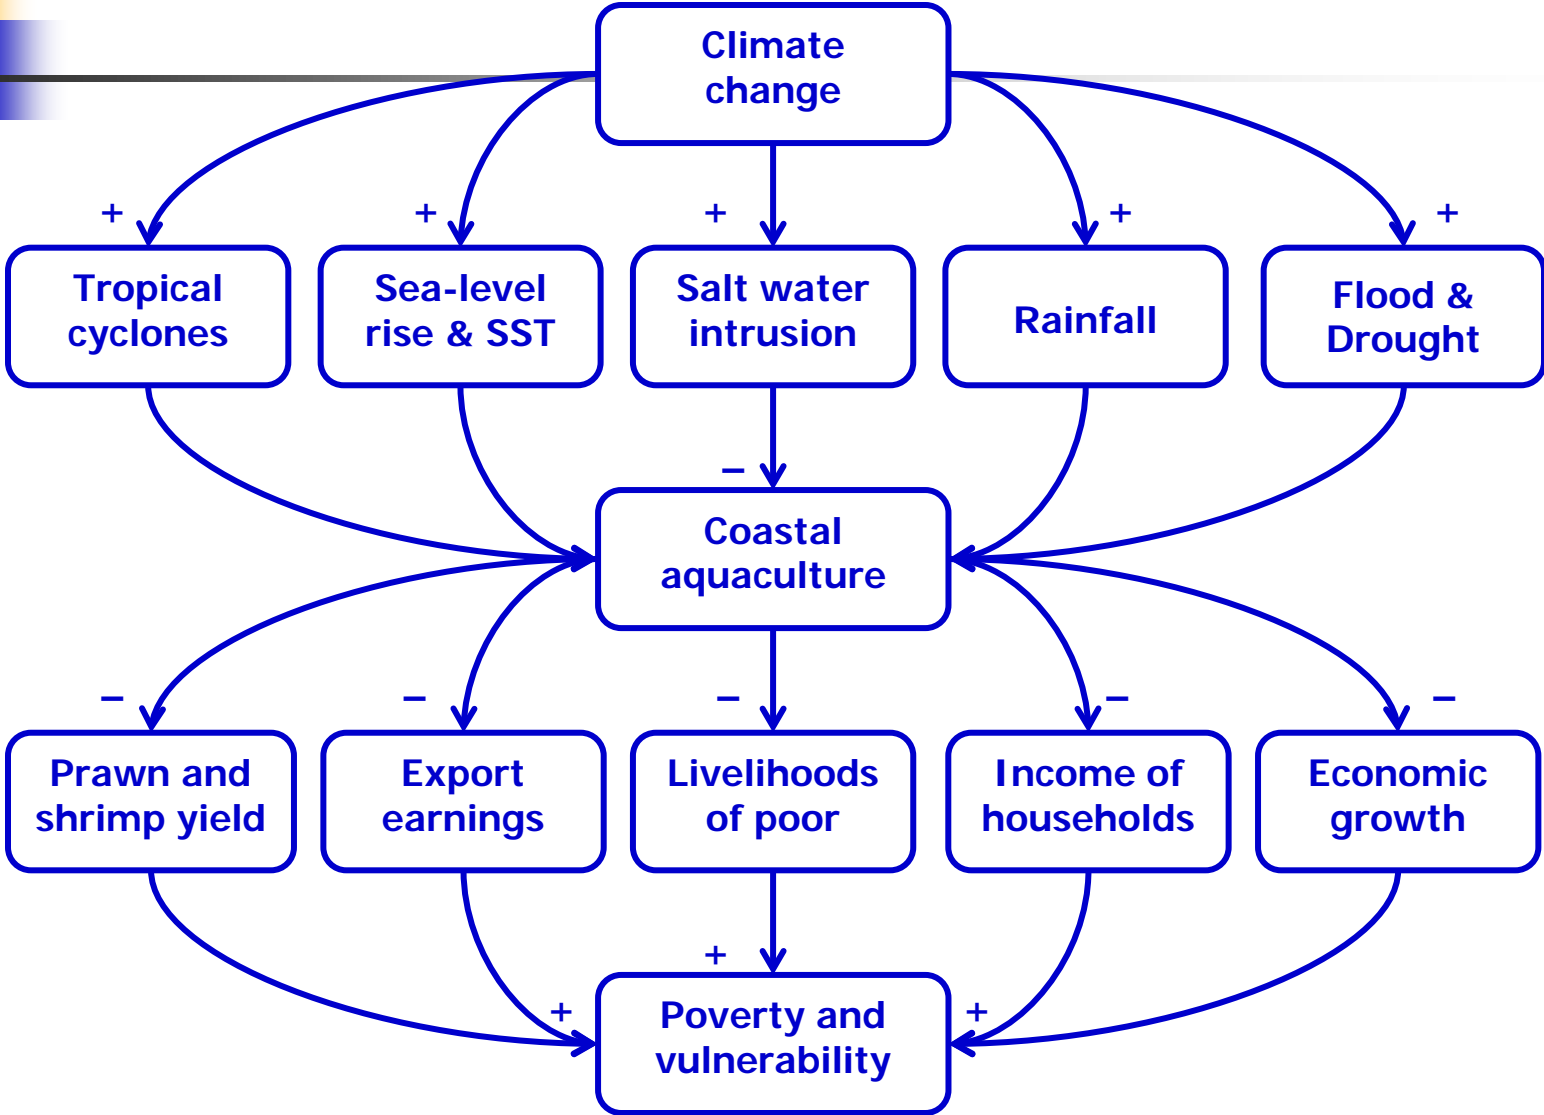 Climate
change
+
+
+
+
+
Tropical
cyclones
Sea-level
rise & SST
Salt water
intrusion
Rainfall
Flood &
Drought
–
Coastal
aquaculture
–
–
–
–
–
Prawn and
shrimp yield
Export
earnings
Livelihoods
of poor
Income of
households
Economic
growth
+
+
+
Poverty and
vulnerability